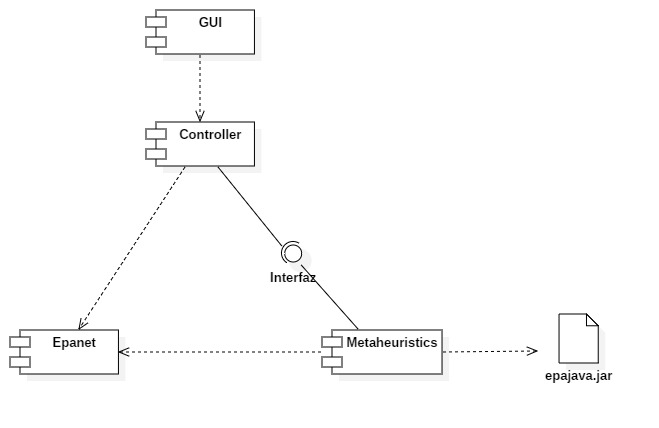 GUI
Controller
Interfaz
Epanet
Metaheuristics
epajava.jar